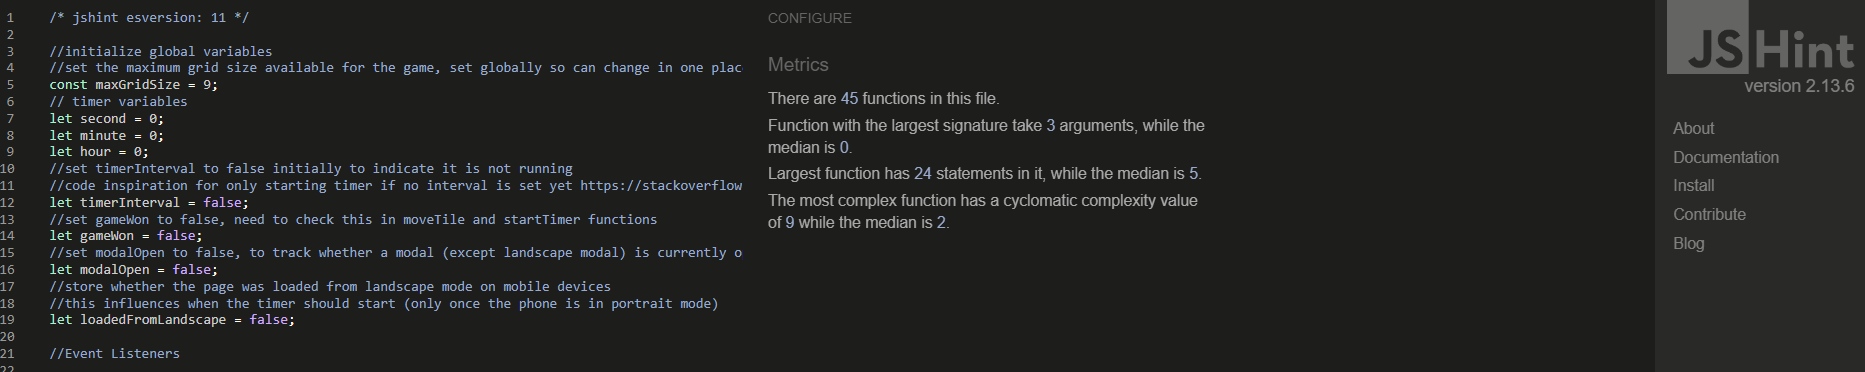 1 /* jshint esversion: 11 */
2
3 //initialize global variables
4 //set the maximum grid size available for the game, set globally so can change in one plac
5 const maxGridSize = 9;
6 // timer variables
7 let second = 0;
8 let minute = 0;
9 let hour = 0;
10 //set timerInterval to false initially to indicate it is not running
11 //code inspiration for only starting timer if no interval is set yet https://stackoverflow
12 let timerInterval = false;
13 //set gameWon to false, need to check this in moveTile and startTimer functions
14 let gameWon = false;
15 //set modalOpen to false, to track whether a modal (except landscape modal) is currently o
16 let modalOpen = false;
17 //store whether the page was loaded from landscape mode on mobile devices
18 //this influences when the timer should start (only once the phone is in portrait mode)
19 let loadedFromLandscape = false;
20
21 //Event Listeners
22
CONFIGURE
Metrics
There are 45 functions in this file.
Function with the largest signature take 3 arguments, while the
median is 0.
Largest function has 24 statements in it, while the median is 5.
The most complex function has a cyclomatic complexity value
of 9 while the median is 2.
JSHint
version 2.13.6
About
Documentation
Install
Contribute
Blog